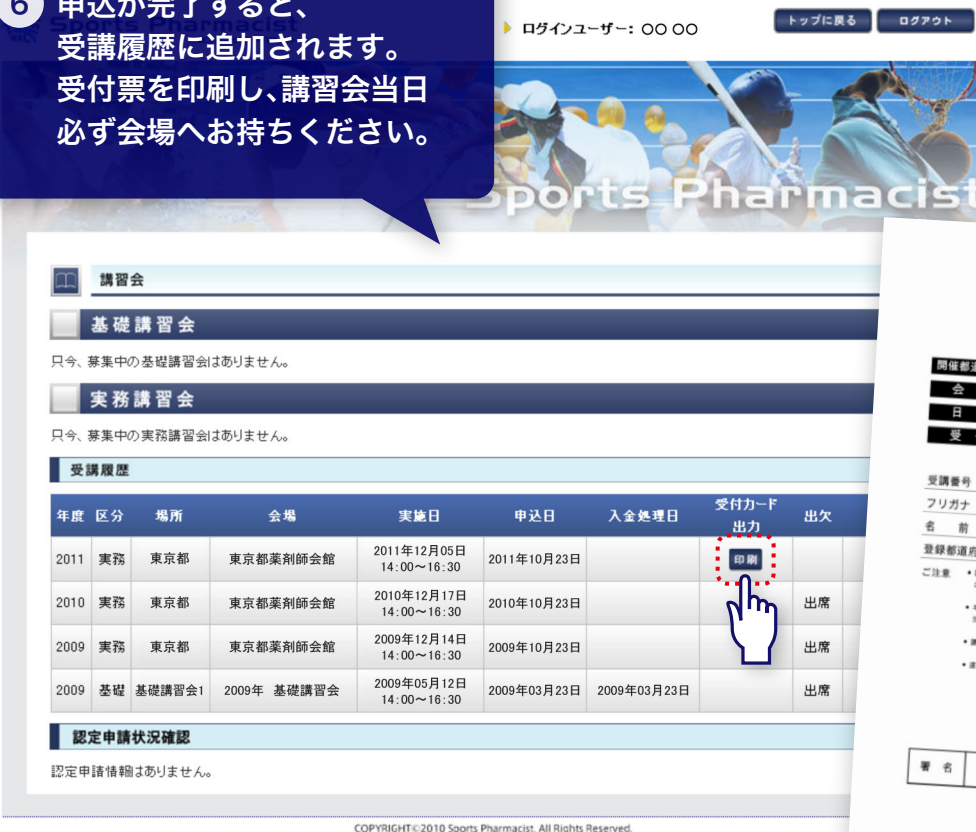 6 申込が完了すると、
受講履歴に追加されます。
受付票を印刷し、講習会当日
必ず会場へお持ちください。
ログインユーザー: 〇〇 〇〇
トップに戻る ログアウト
Sports Pharmacist
講習会
基礎講習会
只今、募集中の基礎講習会はありません。
実務講習会
只今、募集中の実務講習会はありません。
受講履歴
年度 区分 場所 会場 実施日 申込日 入金処理日 受付カード出力 出欠
2011 実務 東京都 東京都薬剤師会館 2011年12月05日 14:00~16:30 2011年10月23日 印刷
2010 実務 東京都 東京都薬剤師会館 2010年12月17日 14:00~16:30 2010年10月23日 出席
2009 実務 東京都 東京都薬剤師会館 2009年12月14日 14:00~16:30 2009年10月23日 出席
2009 基礎 基礎講習会1 2009年 基礎講習会 2009年05月12日 14:00~16:30 2009年03月23日 2009年03月23日 出席
認定申請状況確認
認定申請情報はありません。
開催都道
会
日
受
受講番号
フリガナ
名 前
登録都道府
ご注意
署 名
COPYRIGHT©2010 Sports Pharmacist. All Rights Reserved.